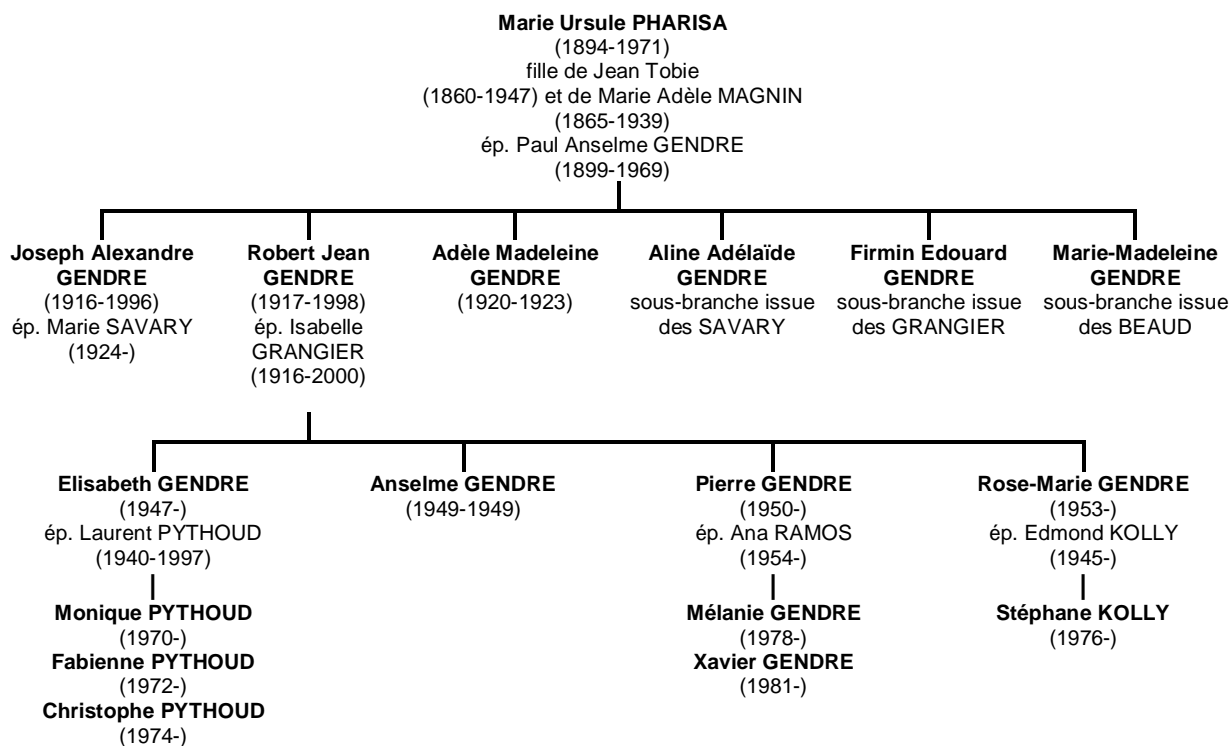 Marie Ursule PHARISA
(1894-1971)
fille de Jean Tobie
(1860-1947) et de Marie Adèle MAGNIN
(1865-1939)
ép. Paul Anselme GENDRE
(1899-1969)
Joseph Alexandre
GENDRE
(1916-1996)
ép. Marie SAVARY
(1924-)
Robert Jean
GENDRE
(1917-1998)
ép. Isabelle
GRANGIER
(1916-2000)
Adèle Madeleine
GENDRE
(1920-1923)
Aline Adélaïde
GENDRE
sous-branche issue
des SAVARY
Firmin Edouard
GENDRE
sous-branche issue
des GRANGIER
Marie-Madeleine
GENDRE
sous-branche issue
des BEAUD
Elisabeth GENDRE
(1947-)
ép. Laurent PYTHOUD
(1940-1997)
Monique PYTHOUD
(1970-)
Fabienne PYTHOUD
(1972-)
Christophe PYTHOUD
(1974-)
Anselme GENDRE
(1949-1949)
Pierre GENDRE
(1950-)
ép. Ana RAMOS
(1954-)
Mélanie GENDRE
(1978-)
Xavier GENDRE
(1981-)
Rose-Marie GENDRE
(1953-)
ép. Edmond KOLLY
(1945-)
Stéphane KOLLY
(1976-)